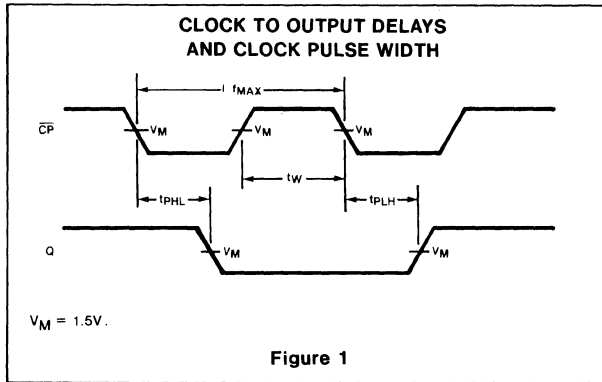 CLOCK TO OUTPUT DELAYS
AND CLOCK PULSE WIDTH
I fMAX
CP
VM
VM
VM
tW
tPHL
tPLH
Q
VM
VM
VM = 1.5V.
Figure 1